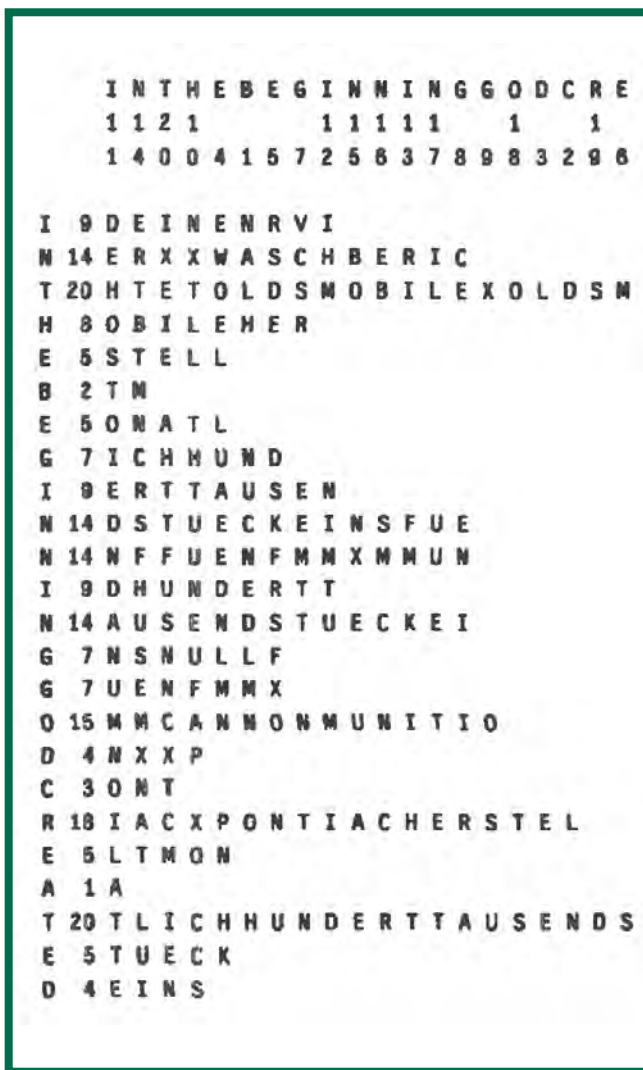 I N T H E B E G I N N I N G G O D C R E
1 1 2 1 1 1 1 1 1 1 1
1 4 0 0 4 1 5 7 2 5 6 3 7 8 9 8 3 2 9 6
I 9 D E I N E N R V I
N 14 E R X X W A S C H B E R I C
T 20 H T E T O L D S M O B I L E X O L D S M
H 8 O B I L E H E R
E 5 S T E L L
B 2 T M
E 5 O N A T L
G 7 I C H H U N D
I 9 E R T T A U S E N
N 14 D S T U E C K E I N S F U E
N 14 N F F U E N F M M X M M U N
I 9 D H U N D E R T T
N 14 A U S E N D S T U E C K E I
G 7 N S N U L L F
G 7 U E N F M M X
O 15 M M C A N N O N M U N I T I O
D 4 N X X P
C 3 O N T
R 18 I A C X P O N T I A C H E R S T E L
E 5 L T M O N
A 1 A
T 20 T L I C H H U N D E R T T A U S E N D S
E 5 T U E C K
D 4 E I N S